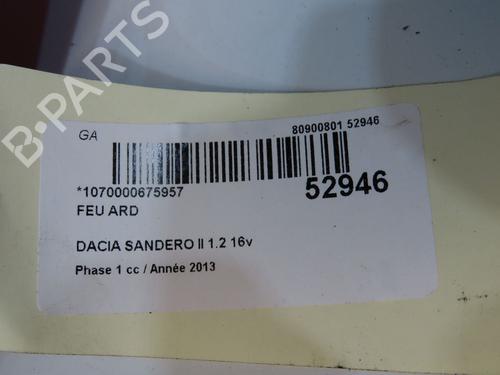 GA
80900801 52946
*1070000675957
52946
FEU ARD
DACIA SANDERO II 1.2 16v
Phase 1 cc / Année 2013
B-PARTS